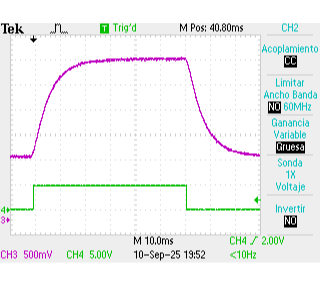 Tek
T Trig'd
M Pos: 40.80ms
CH2
Acoplamiento
CC
Limitar
Ancho Banda
NO 60MHz
Ganancia
Variable
Gruesa
Sonda
1X
Voltaje
Invertir
NO
4
3
M 10.0ms
CH4 2.00V
CH3 500mV
CH4 5.00V
10-Sep-25 19:52
<10Hz